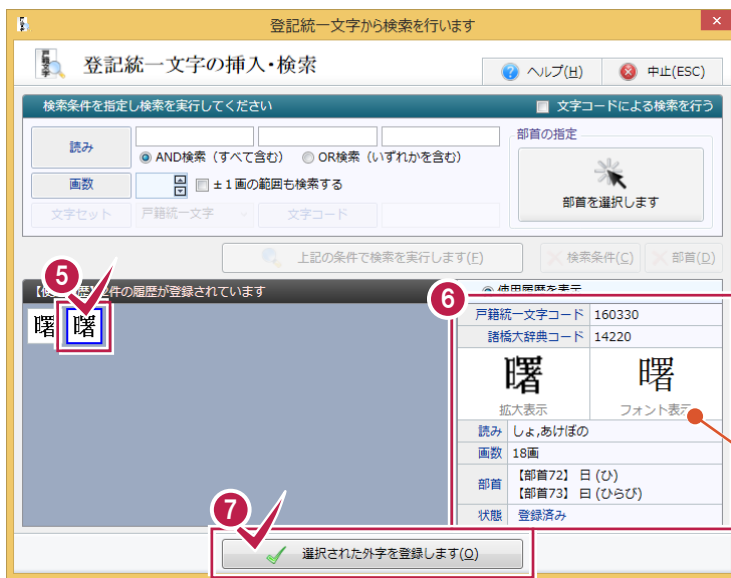 登記統一文字から検索を行います
登記統一文字の挿入・検索
ヘルプ(H)
中止(ESC)
検索条件を指定し検索を実行してください
文字コードによる検索を行う
読み
AND検索（すべて含む）
OR検索（いずれかを含む）
画数
±１画の範囲も検索する
文字セット
戸籍統一文字
文字コード
部首の指定
部首を選択します
上記の条件で検索を実行します(F)
検索条件(C)
部首(D)
5
件の履歴が登録されています
使用履歴を表示
曙 曙
6
戸籍統一文字コード 160330
諸橋大辞典コード 14220
曙 曙
拡大表示 フォント表示
読み しょ,あけぼの
画数 18画
部首 【部首72】 日 (ひ)
【部首73】 曰 (ひらび)
状態 登録済み
7
選択された外字を登録します(O)